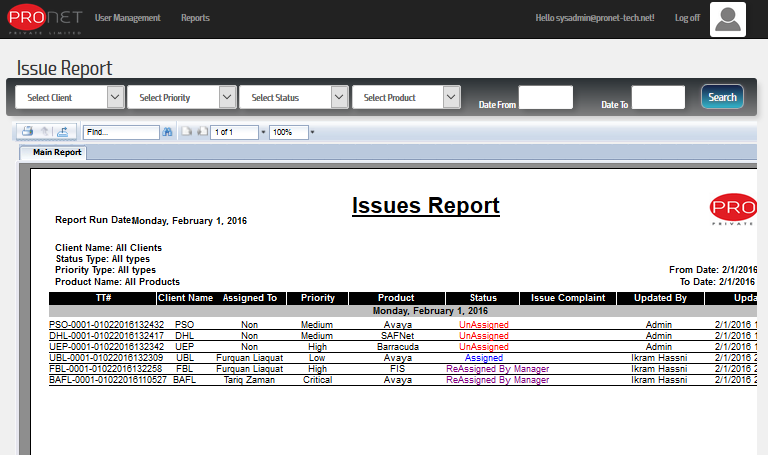 PRONET
PRIVATE LIMITED
User Management Reports Hello sysadmin@pronet-tech.net! Log off
Issue Report
Select Client Select Priority Select Status Select Product Date From Date To Search
Find... 1 of 1 100%
Main Report
Issues Report
PRO
PRIVAT
Report Run Date Monday, February 1, 2016
Client Name: All Clients
Status Type: All types
Priority Type: All types From Date: 2/1/2016
Product Name: All Products To Date: 2/1/2016
TT# Client Name Assigned To Priority Product Status Issue Complaint Updated By Upda
Monday, February 1, 2016
PSO-0001-01022016132432 PSO Non Medium Avaya UnAssigned Admin 2/1/2016 1
DHL-0001-01022016132417 DHL Non Medium SAFNet UnAssigned Admin 2/1/2016 1
UEP-0001-01022016132342 UEP Non High Barracuda UnAssigned Admin 2/1/2016 1
UBL-0001-01022016132309 UBL Furquan Liaquat Low Avaya Assigned Ikram Hassni 2/1/2016 1
FBL-0001-01022016132258 FBL Furquan Liaquat High FIS ReAssigned By Manager Ikram Hassni 2/1/2016 2
BAFL-0001-01022016110527 BAFL Tariq Zaman Critical Avaya ReAssigned By Manager Ikram Hassni 2/1/2016 2